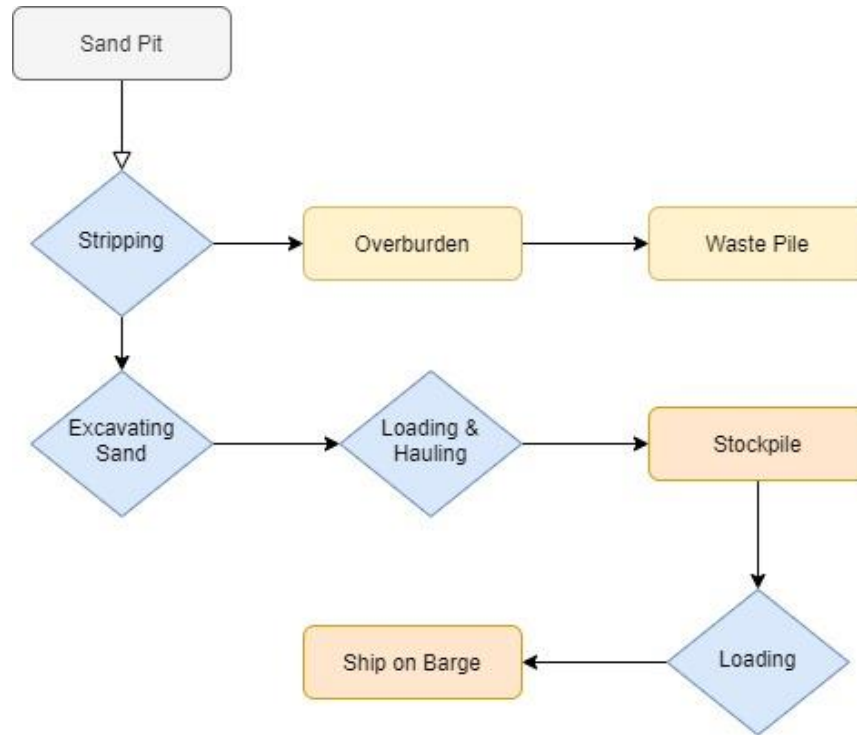 Sand Pit
Stripping
Overburden
Waste Pile
Excavating
Sand
Loading &
Hauling
Stockpile
Ship on Barge
Loading